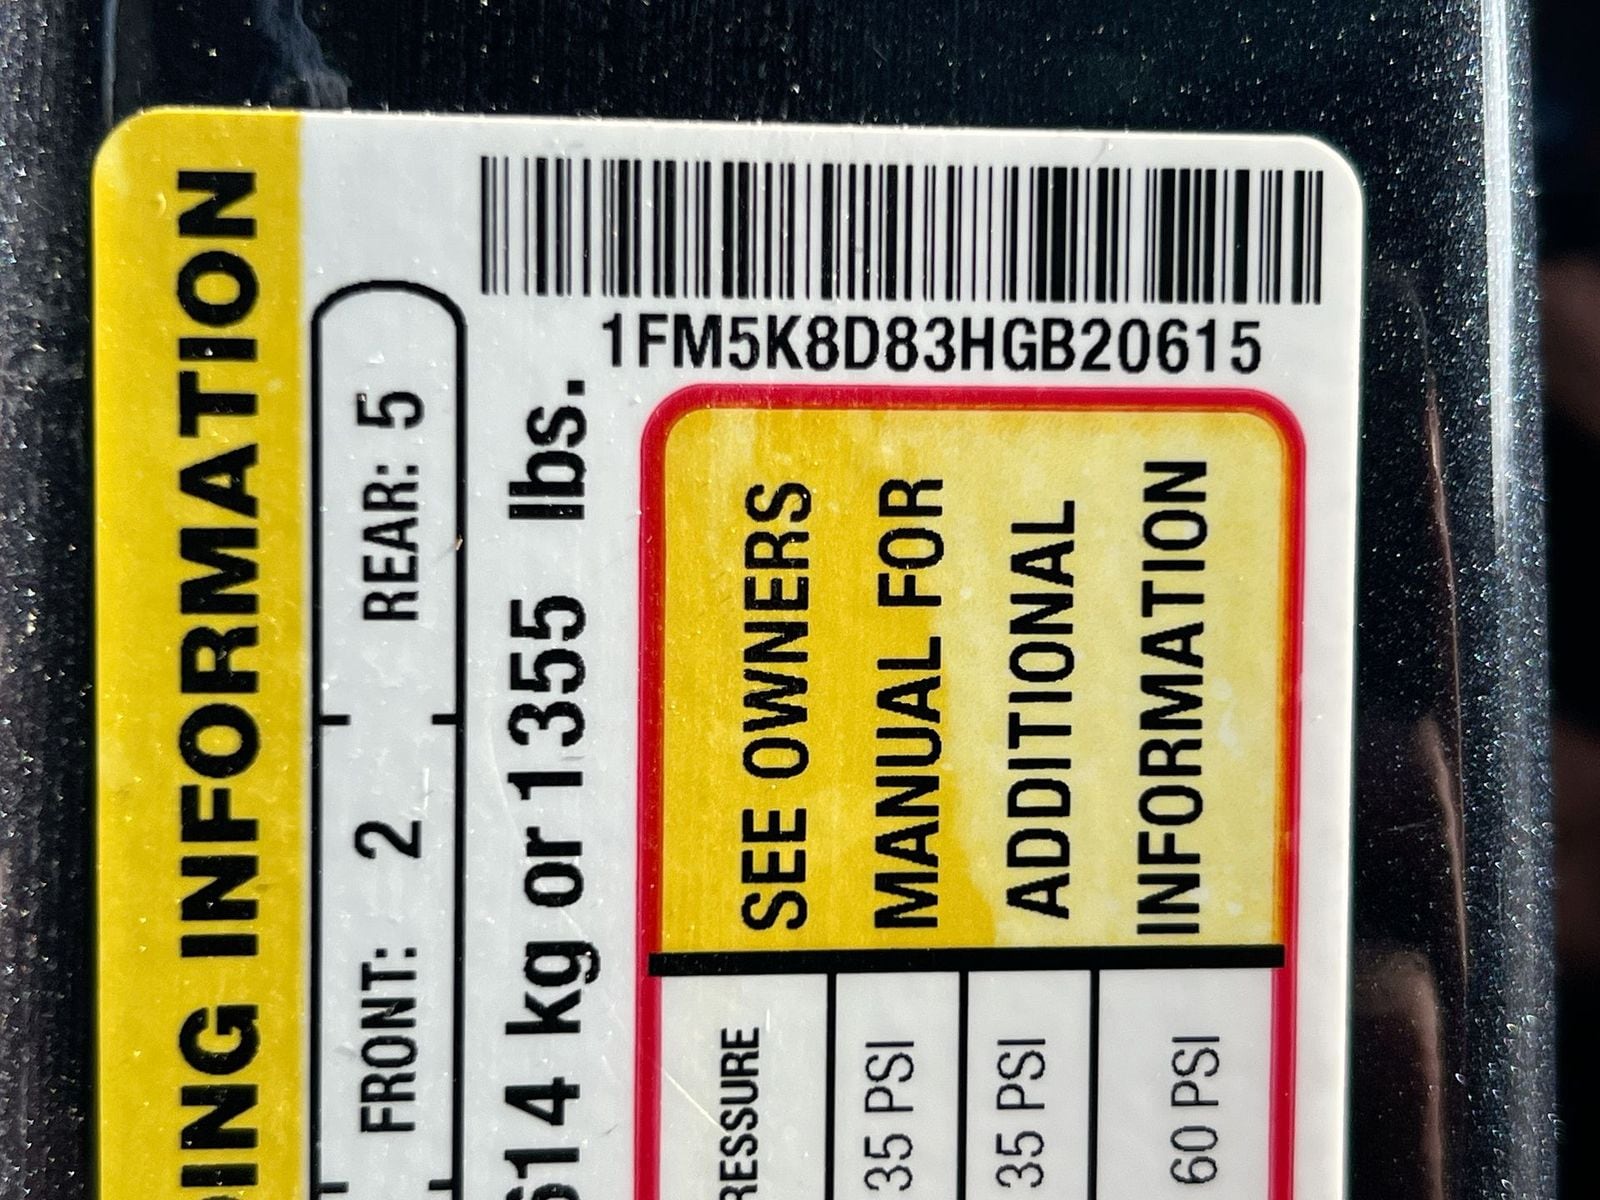 ING INFORMATION
FRONT: 2 REAR: 5
614 kg or 1355 lbs.
1FM5K8D83HGB20615
SEE OWNERS
MANUAL FOR
ADDITIONAL
INFORMATION
RESSURE
35 PSI
35 PSI
60 PSI